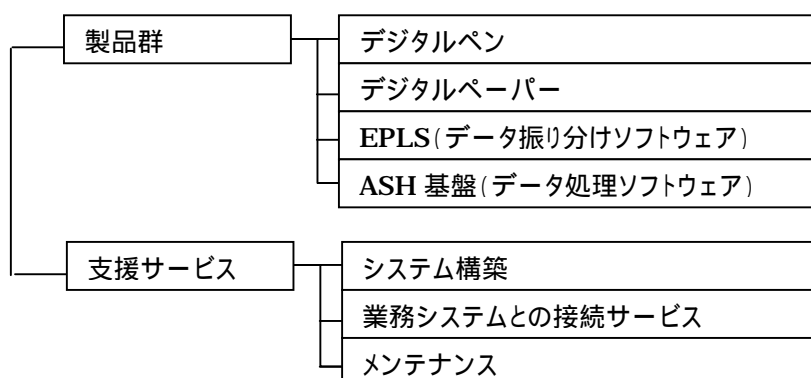 製品群
デジタルペン
デジタルペーパー
EPLS(データ振り分けソフトウェア)
ASH 基盤(データ処理ソフトウェア)
支援サービス
システム構築
業務システムとの接続サービス
メンテナンス